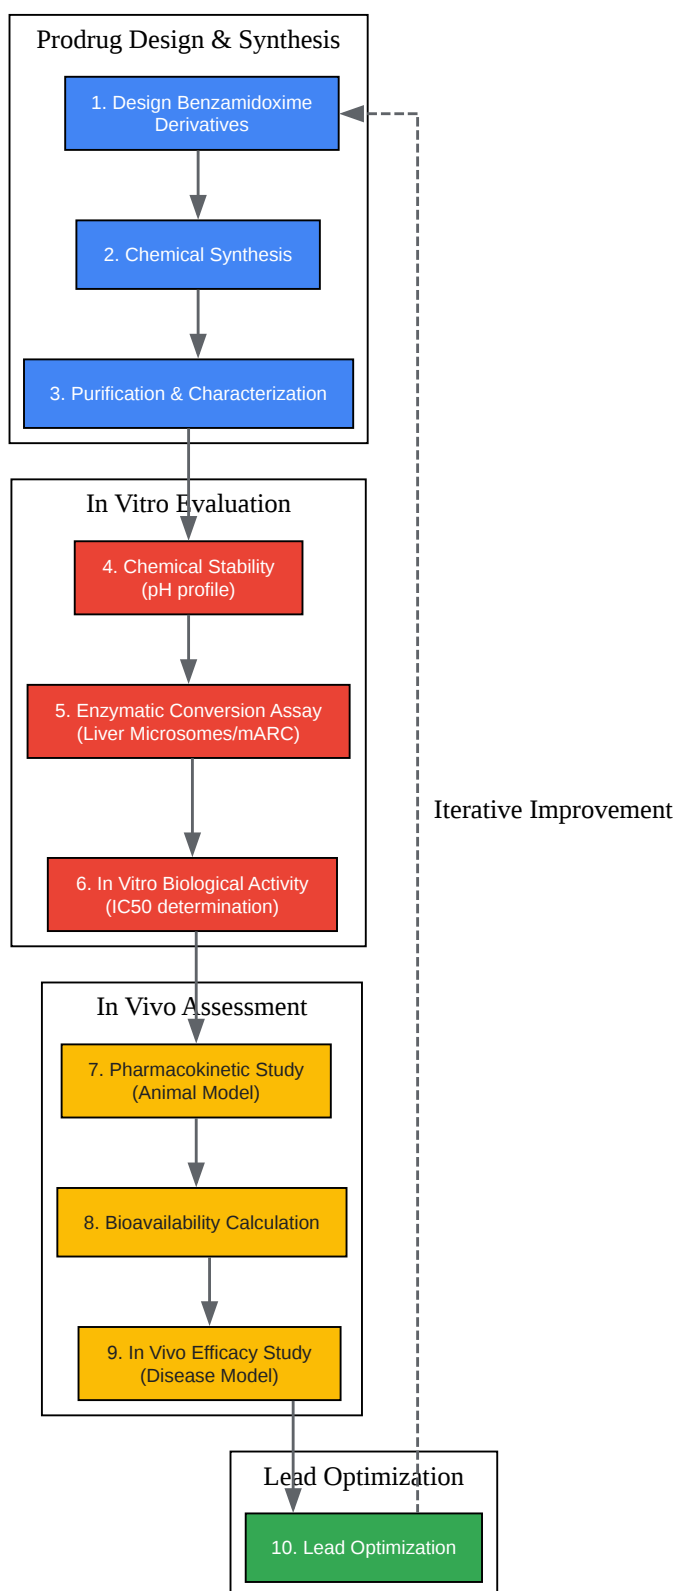 Prodrug Design & Synthesis
1. Design Benzamidoxime
Derivatives
2. Chemical Synthesis
3. Purification & Characterization
In Vitro Evaluation
4. Chemical Stability
(pH profile)
5. Enzymatic Conversion Assay
(Liver Microsomes/mARC)
Iterative Improvement
6. In Vitro Biological Activity
(IC50 determination)
In Vivo Assessment
7. Pharmacokinetic Study
(Animal Model)
8. Bioavailability Calculation
9. In Vivo Efficacy Study
(Disease Model)
Lead Optimization
10. Lead Optimization